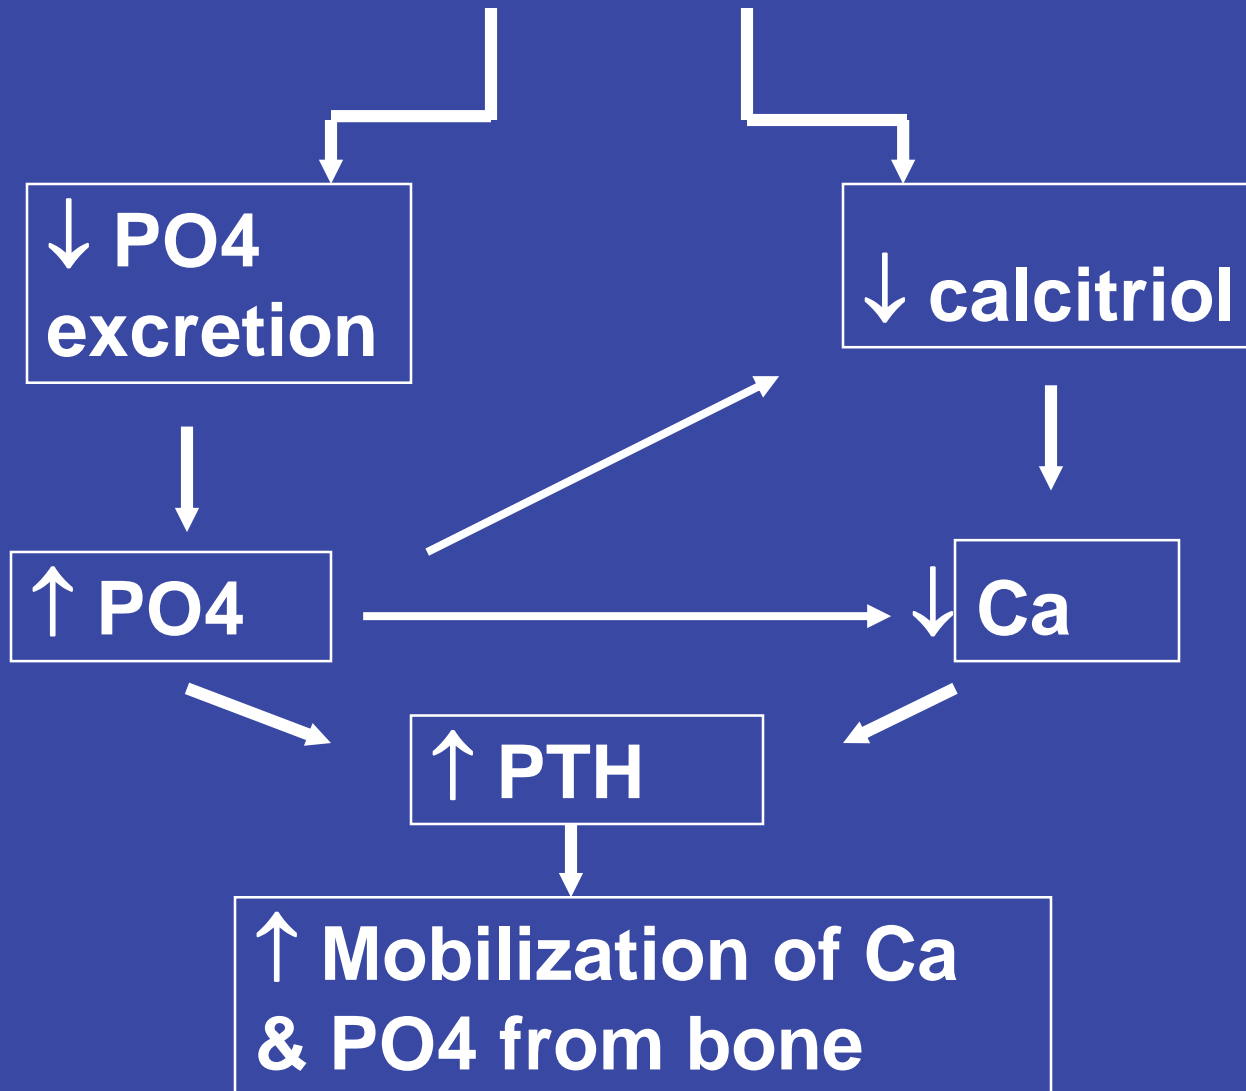 ↓ PO4
excretion
↓ calcitriol
↑ PO4
↓ Ca
↑ PTH
↑ Mobilization of Ca
& PO4 from bone